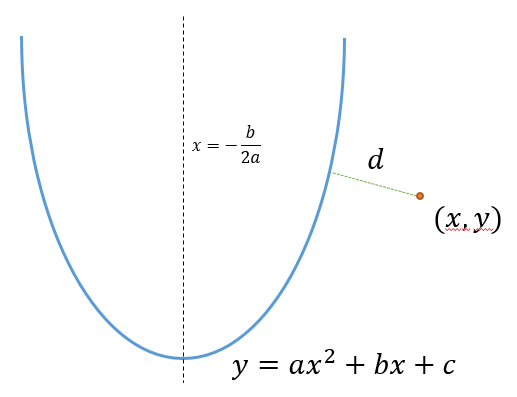 x = −b/2a
d
(x, y)
y = ax² + bx + c